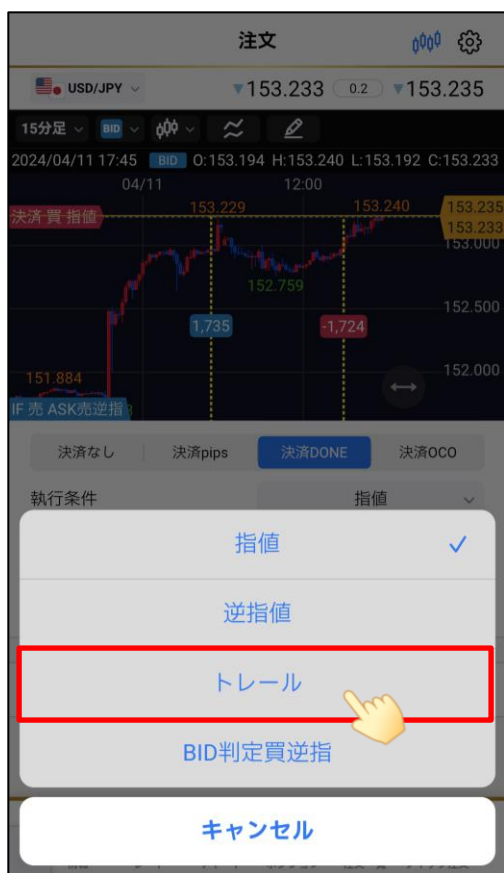 注文
USD/JPY 153.233 0.2 153.235
15分足 BID
2024/04/11 17:45 BID O:153.194 H:153.240 L:153.192 C:153.233
04/11 12:00
決済 買 指値 153.229 153.240 153.235
153.233
153.000
152.759
152.500
1,735 -1,724
151.884 152.000
IF 売 ASK売逆指
決済なし 決済pips 決済DONE 決済OCO
執行条件 指値
指値
逆指値
トレール
BID判定買逆指
キャンセル